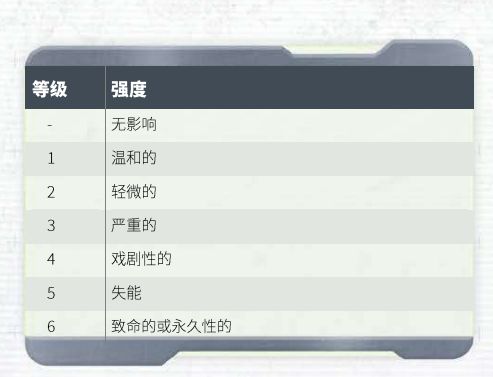 等级 强度
- 无影响
1 温和的
2 轻微的
3 严重的
4 戏剧性的
5 失能
6 致命的或永久性的